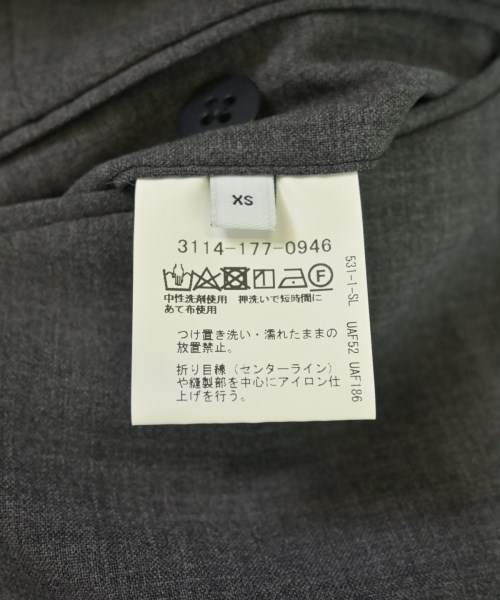 XS
3114-177-0946
中性洗剤使用 押洗いで短時間に
あて布使用
つけ置き洗い・濡れたままの
放置禁止。
折り目線（センターライン）
や縫製部を中心にアイロン仕
上げを行う。
531-1-SL UAF52 UAF186